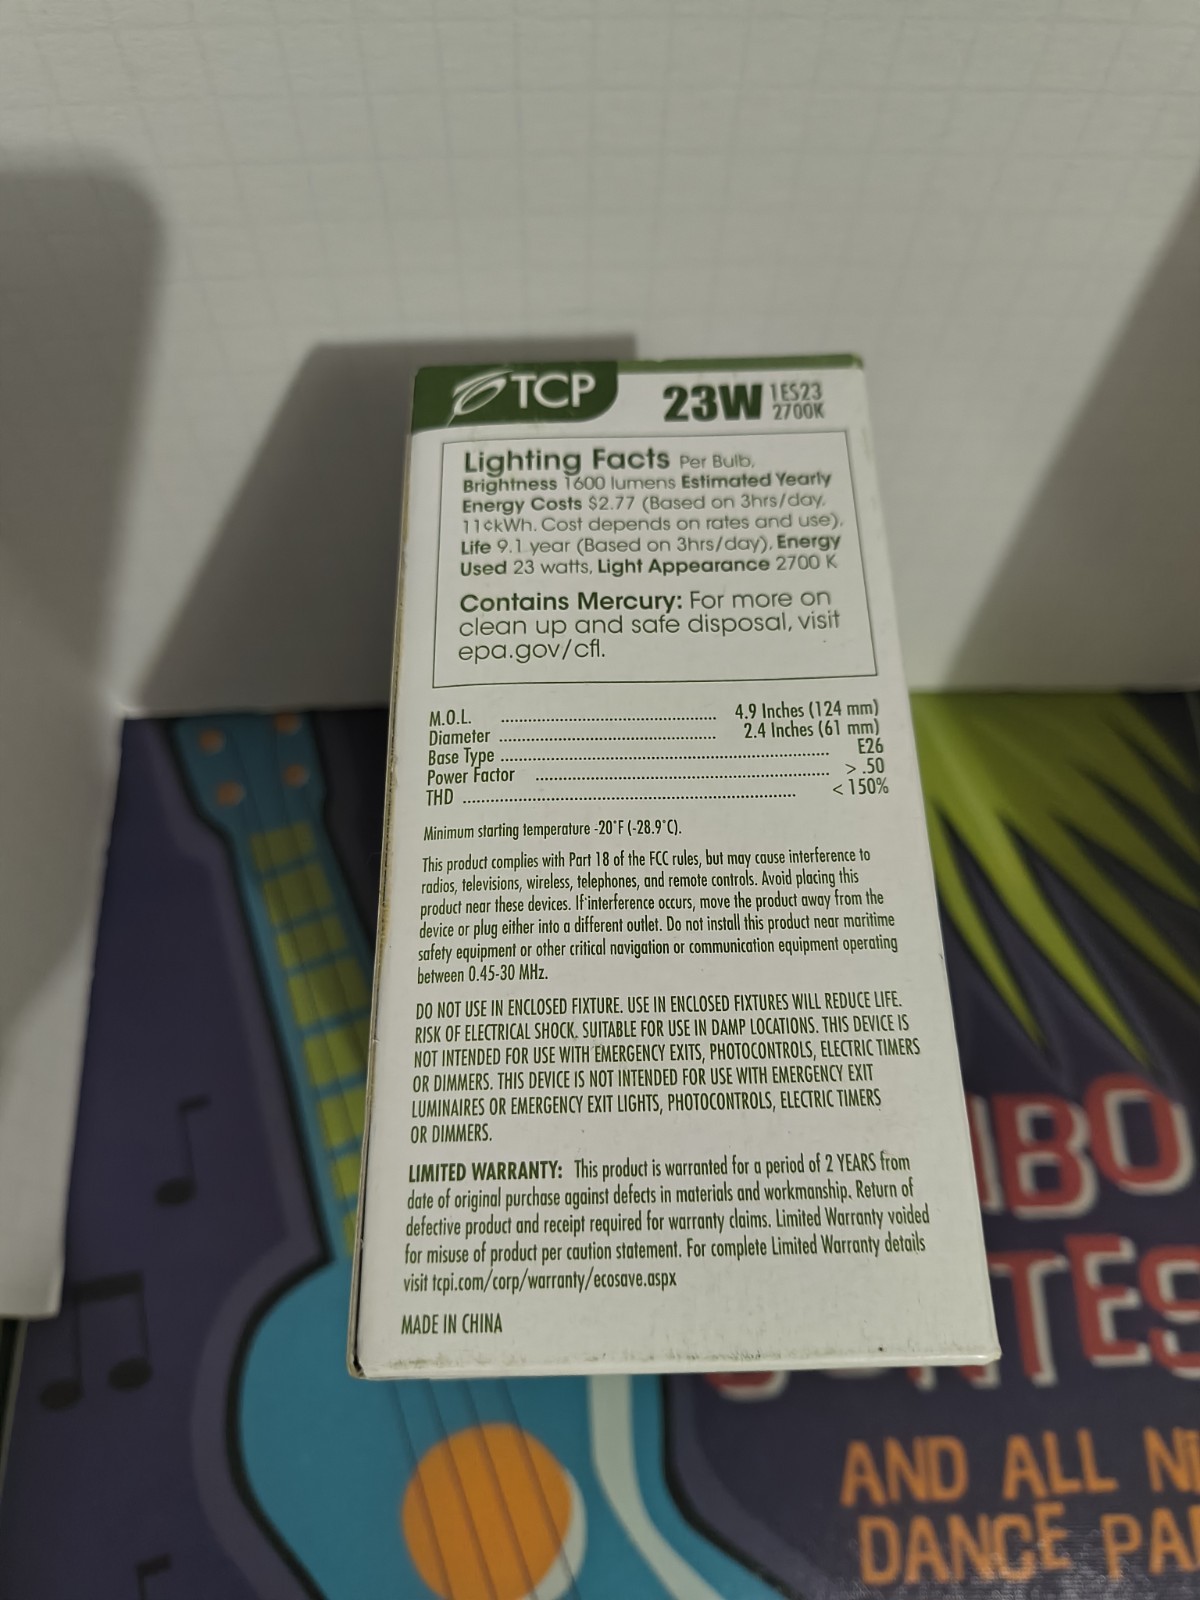 TCP
23W 1ES23
2700K
Lighting Facts Per Bulb,
Brightness 1600 lumens Estimated Yearly
Energy Costs $2.77 (Based on 3hrs/day,
11¢kWh. Cost depends on rates and use),
Life 9.1 year (Based on 3hrs/day), Energy
Used 23 watts, Light Appearance 2700 K
Contains Mercury: For more on
clean up and safe disposal, visit
epa.gov/cfl.
M.O.L. ........ 4.9 Inches (124 mm)
Diameter ........ 2.4 Inches (61 mm)
Base Type ........ E26
Power Factor ........ > .50
THD ........ < 150%
Minimum starting temperature -20°F (-28.9°C).
This product complies with Part 18 of the FCC rules, but may cause interference to
radios, televisions, wireless, telephones, and remote controls. Avoid placing this
product near these devices. If interference occurs, move the product away from the
device or plug either into a different outlet. Do not install this product near maritime
safety equipment or other critical navigation or communication equipment operating
between 0.45-30 MHz.
DO NOT USE IN ENCLOSED FIXTURE. USE IN ENCLOSED FIXTURES WILL REDUCE LIFE.
RISK OF ELECTRICAL SHOCK. SUITABLE FOR USE IN DAMP LOCATIONS. THIS DEVICE IS
NOT INTENDED FOR USE WITH EMERGENCY EXITS, PHOTOCONTROLS, ELECTRIC TIMERS
OR DIMMERS. THIS DEVICE IS NOT INTENDED FOR USE WITH EMERGENCY EXIT
LUMINAIRES OR EMERGENCY EXIT LIGHTS, PHOTOCONTROLS, ELECTRIC TIMERS
OR DIMMERS.
LIMITED WARRANTY: This product is warranted for a period of 2 YEARS from
date of original purchase against defects in materials and workmanship. Return of
defective product and receipt required for warranty claims. Limited Warranty voided
for misuse of product per caution statement. For complete Limited Warranty details
visit tcpi.com/corp/warranty/ecosave.aspx
MADE IN CHINA
AND ALL
DANCE